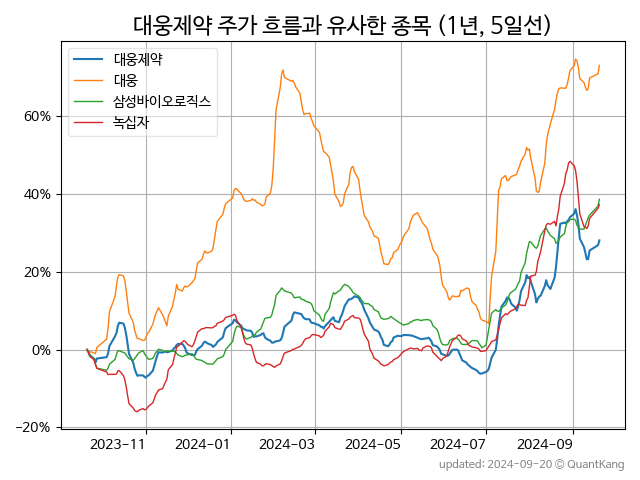 대웅제약 주가 흐름과 유사한 종목 (1년, 5일선)
대웅제약
대웅
삼성바이오로직스
녹십자
60%
40%
20%
0%
−20%
2023−11
2024−01
2024−03
2024−05
2024−07
2024−09
updated: 2024-09-20 © QuantKang